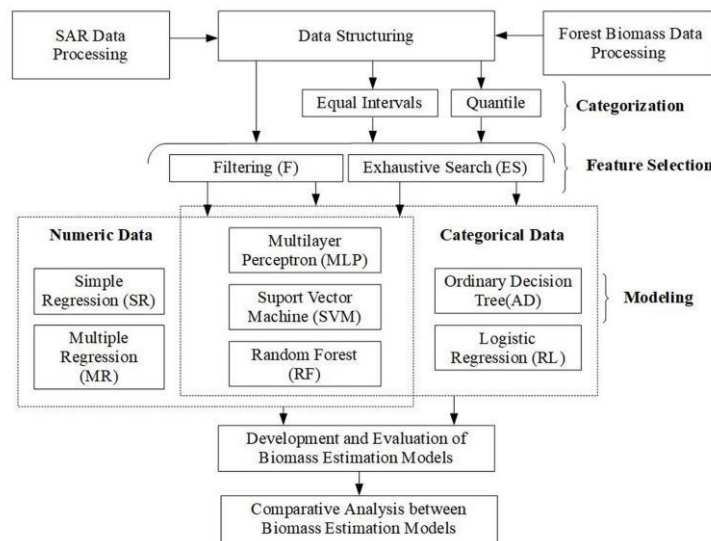 SAR Data
Processing
Data Structuring
Forest Biomass Data
Processing
Equal Intervals
Quantile
Categorization
Filtering (F)
Exhaustive Search (ES)
Feature Selection
Numeric Data
Categorical Data
Simple
Regression (SR)
Multiple
Regression
(MR)
Multilayer
Perceptron (MLP)
Suport Vector
Machine (SVM)
Random Forest
(RF)
Ordinary Decision
Tree(AD)
Logistic
Regression (RL)
Modeling
Development and Evaluation of
Biomass Estimation Models
Comparative Analysis between
Biomass Estimation Models